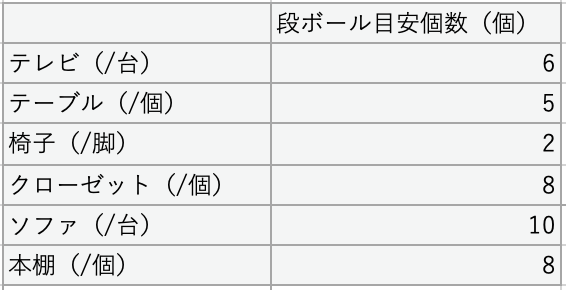 段ボール目安個数（個）
テレビ（/台） 6
テーブル（/個） 5
椅子（/脚） 2
クローゼット（/個） 8
ソファ（/台） 10
本棚（/個） 8